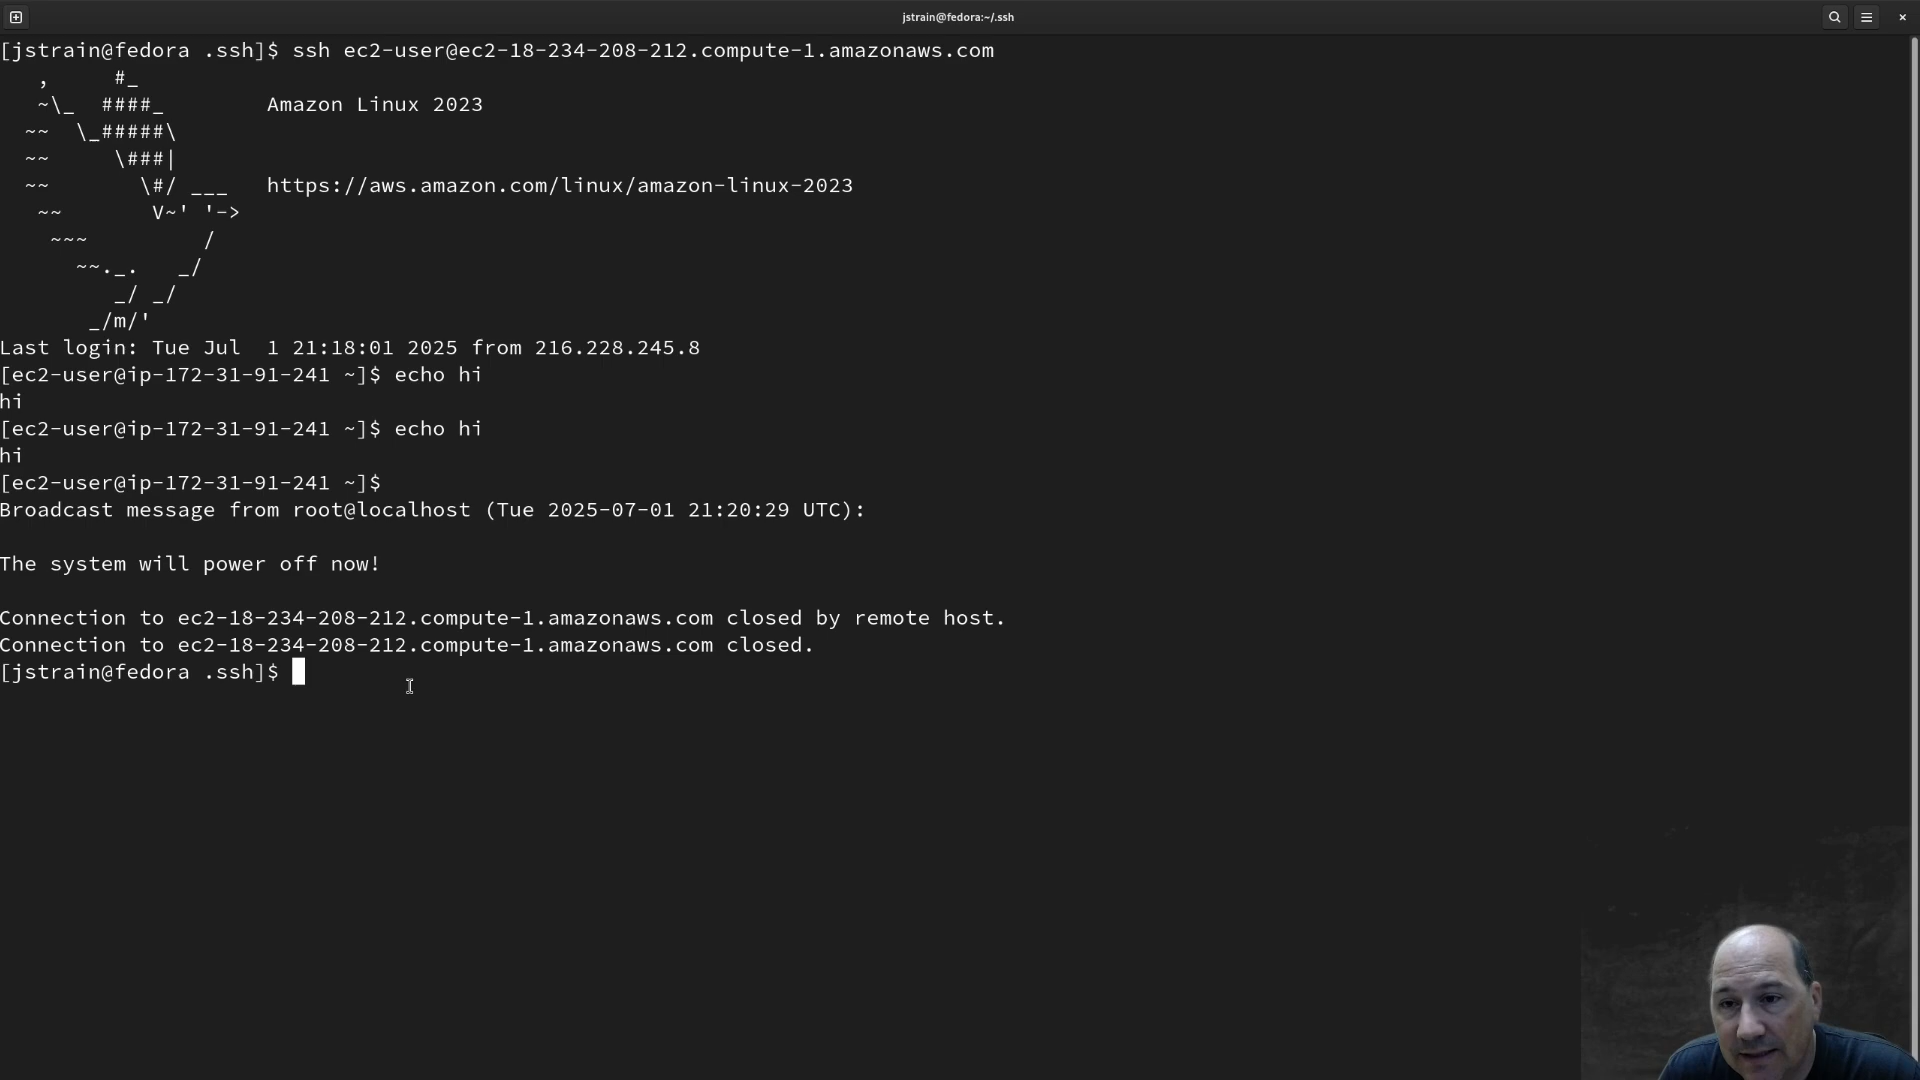 jstrain@fedora:~/.ssh
[jstrain@fedora .ssh]$ ssh ec2-user@ec2-18-234-208-212.compute-1.amazonaws.com
   ,     #_
   ~\_  ####_        Amazon Linux 2023
  ~~  \_#####\
  ~~     \###|
  ~~       \#/ ___   https://aws.amazon.com/linux/amazon-linux-2023
   ~~       V~' '->
    ~~~         /
      ~~._.   _/
         _/ _/
       _/m/'
Last login: Tue Jul  1 21:18:01 2025 from 216.228.245.8
[ec2-user@ip-172-31-91-241 ~]$ echo hi
hi
[ec2-user@ip-172-31-91-241 ~]$ echo hi
hi
[ec2-user@ip-172-31-91-241 ~]$
Broadcast message from root@localhost (Tue 2025-07-01 21:20:29 UTC):
The system will power off now!
Connection to ec2-18-234-208-212.compute-1.amazonaws.com closed by remote host.
Connection to ec2-18-234-208-212.compute-1.amazonaws.com closed.
[jstrain@fedora .ssh]$